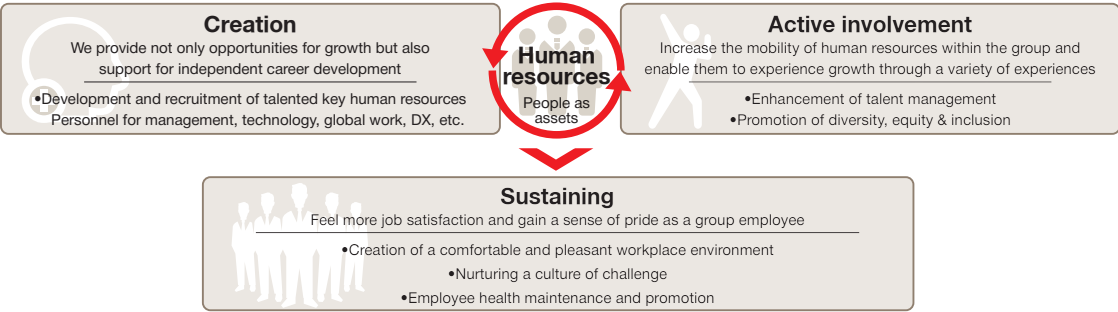 Creation
We provide not only opportunities for growth but also
support for independent career development
•Development and recruitment of talented key human resources
Personnel for management, technology, global work, DX, etc.
Human
resources
People as
assets
Active involvement
Increase the mobility of human resources within the group and
enable them to experience growth through a variety of experiences
•Enhancement of talent management
•Promotion of diversity, equity & inclusion
Sustaining
Feel more job satisfaction and gain a sense of pride as a group employee
•Creation of a comfortable and pleasant workplace environment
•Nurturing a culture of challenge
•Employee health maintenance and promotion